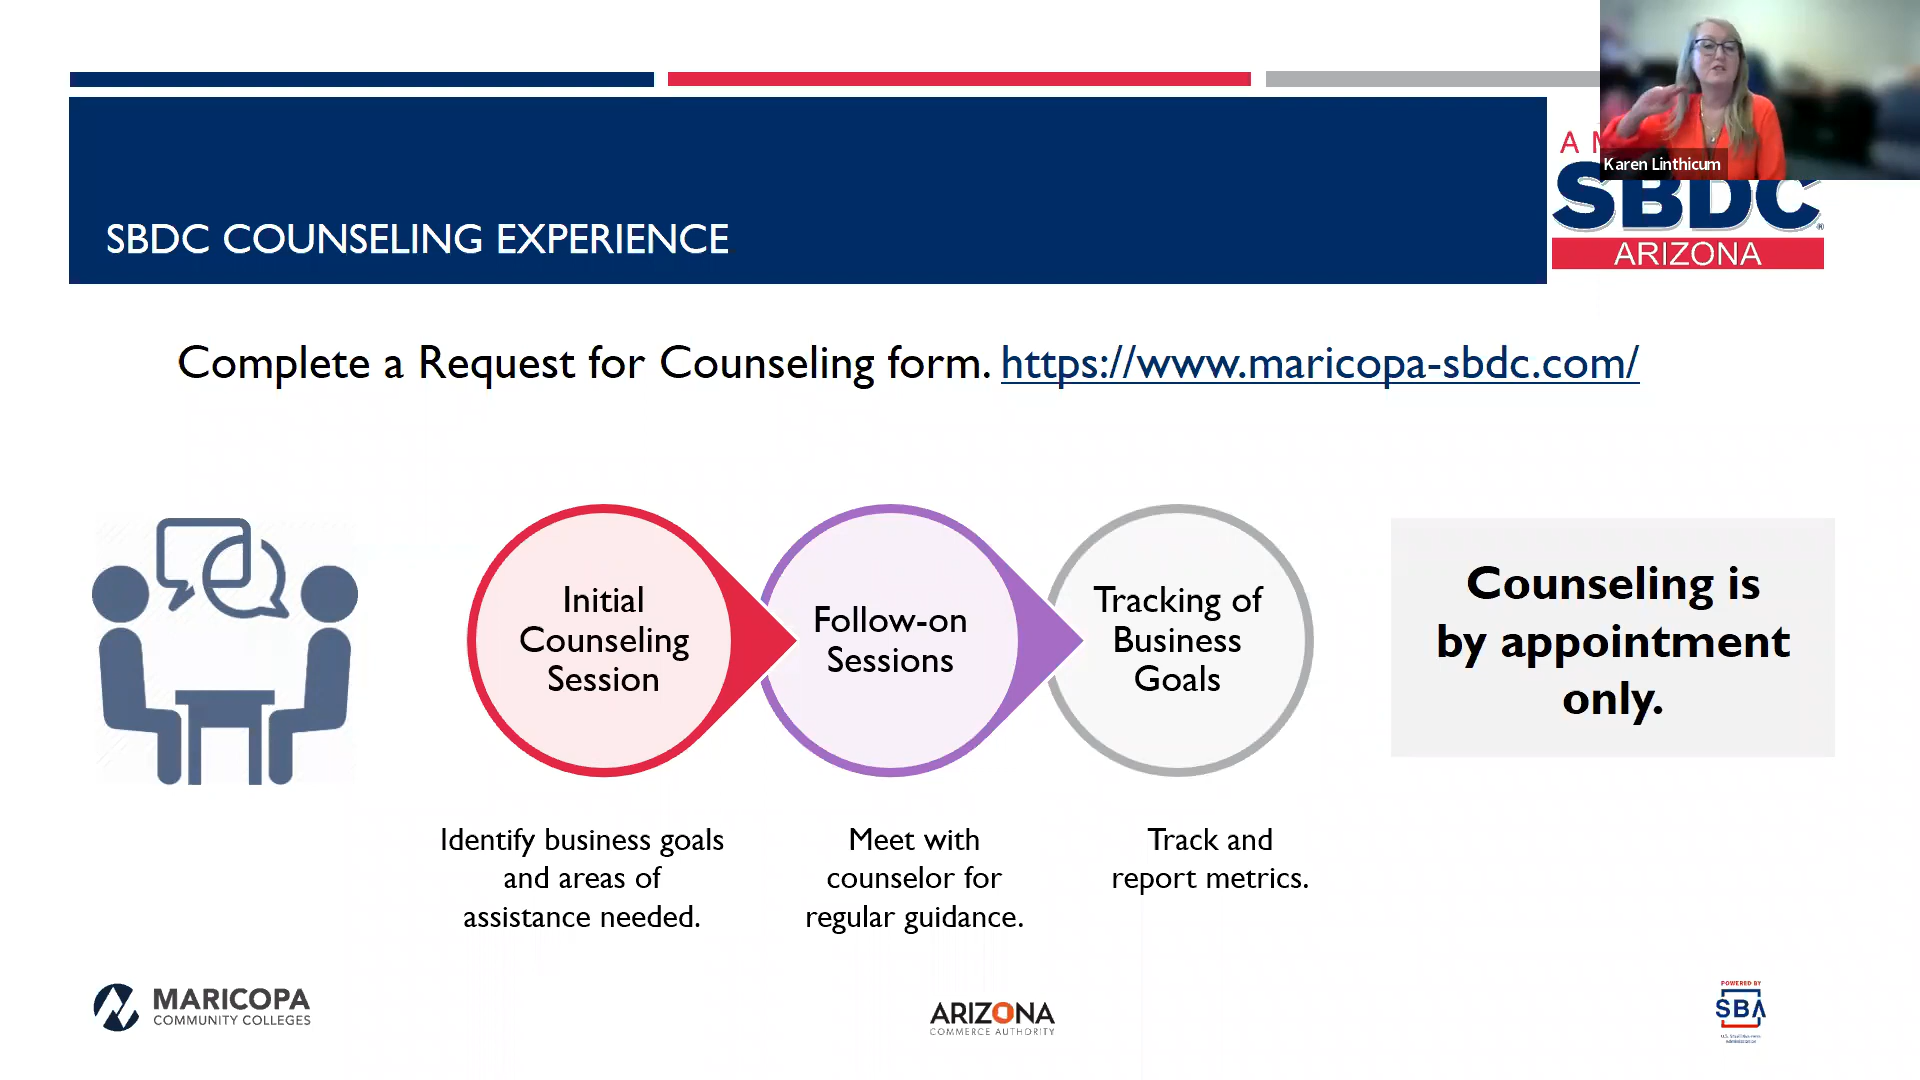 Karen Linthicum
A
SBDC
ARIZONA
SBDC COUNSELING EXPERIENCE
Complete a Request for Counseling form. https://www.maricopa-sbdc.com/
Initial
Counseling
Session
Follow-on
Sessions
Tracking of
Business
Goals
Counseling is
by appointment
only.
Identify business goals
and areas of
assistance needed.
Meet with
counselor for
regular guidance.
Track and
report metrics.
MARICOPA
COMMUNITY COLLEGES
ARIZONA
COMMERCE AUTHORITY
POWERED BY
SBA
U.S. Small Business
Administration